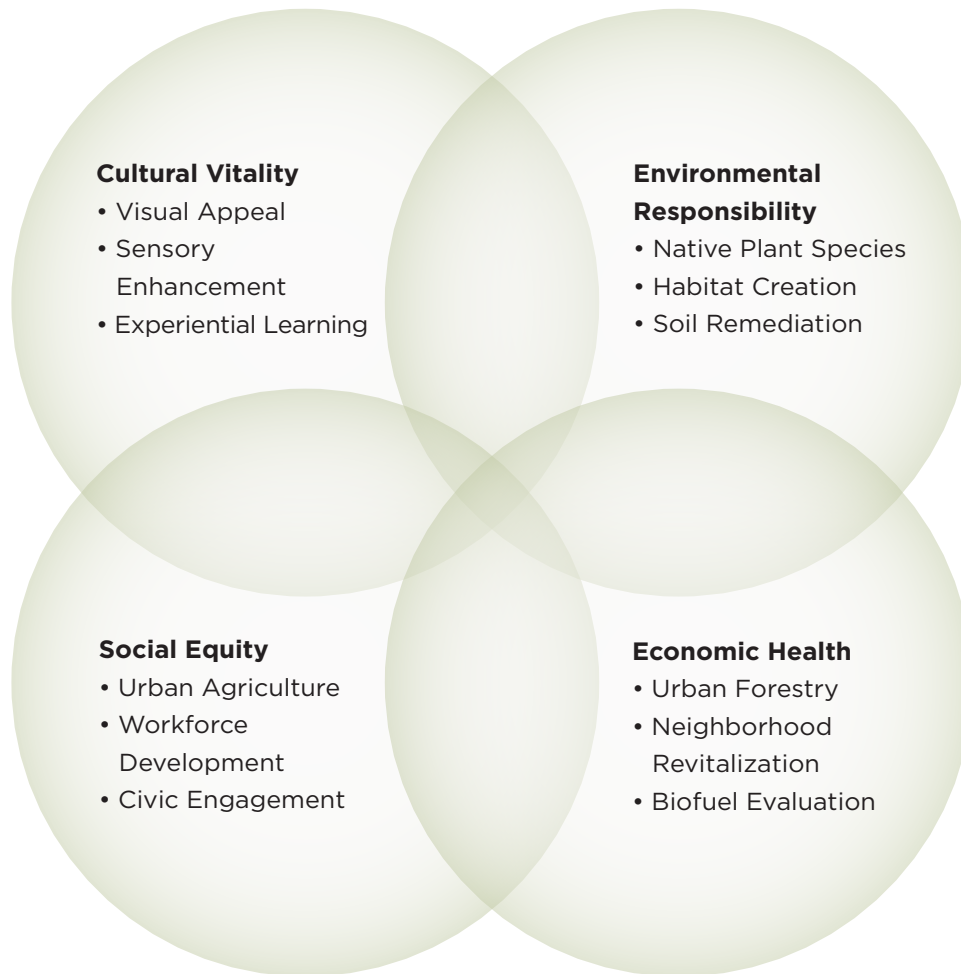 Cultural Vitality
• Visual Appeal
• Sensory
Enhancement
• Experiential Learning
Environmental
Responsibility
• Native Plant Species
• Habitat Creation
• Soil Remediation
Social Equity
• Urban Agriculture
• Workforce
Development
• Civic Engagement
Economic Health
• Urban Forestry
• Neighborhood
Revitalization
• Biofuel Evaluation